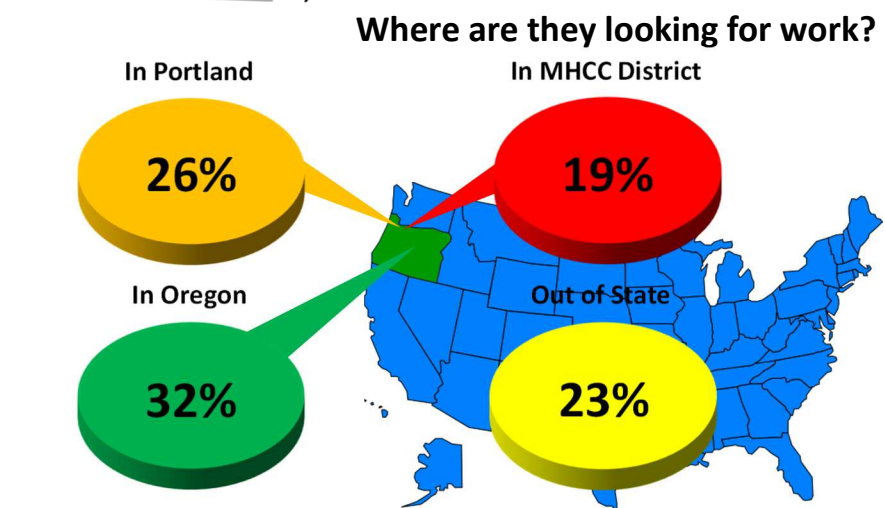 Where are they looking for work?
In Portland
In MHCC District
26%
19%
In Oregon
Out of State
32%
23%